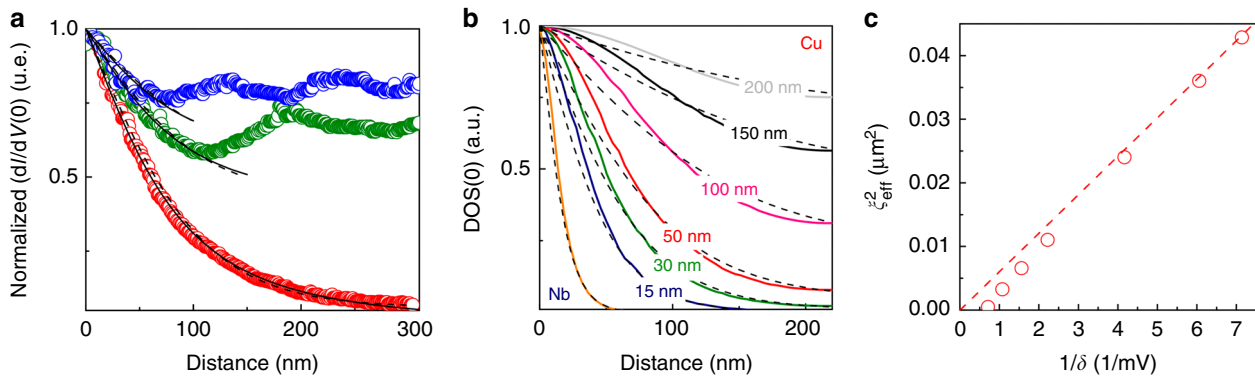 a
Normalized (dI/dV(0) (u.e.)
1.0
0.5
0
50
100
150
200
250
300
Distance (nm)
b
DOS(0) (a.u.)
1.0
0.5
Cu
200 nm
150 nm
100 nm
50 nm
30 nm
15 nm
Nb
0
100
200
Distance (nm)
c
ξ²eff (μm²)
0.04
0.03
0.02
0.01
0.00
0
1
2
3
4
5
6
7
1/δ (1/mV)